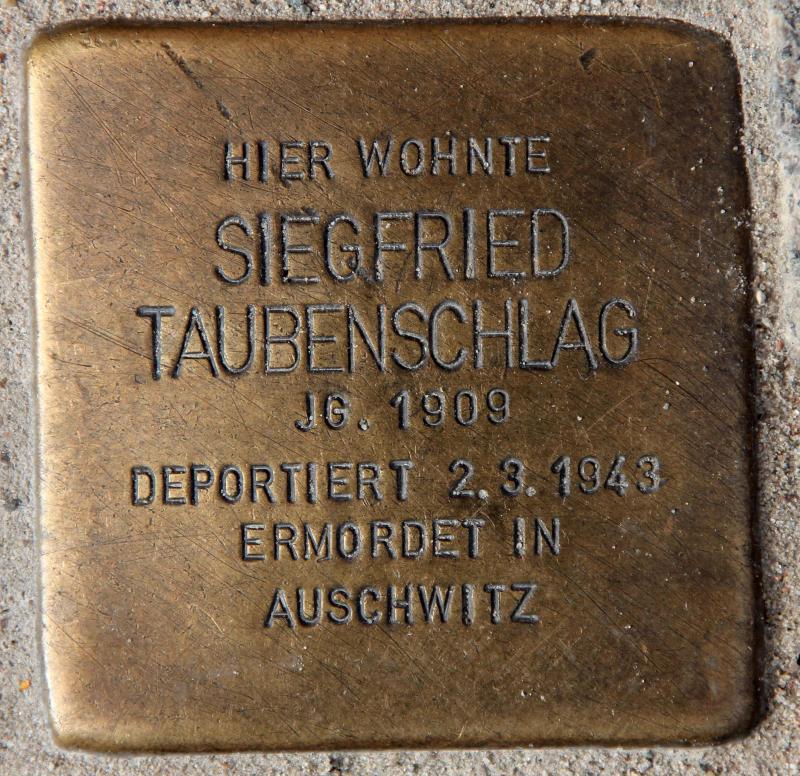 HIER WOHNTE
SIEGFRIED
TAUBENSCHLAG
JG. 1909
DEPORTIERT 2.3.1943
ERMORDET IN
AUSCHWITZ